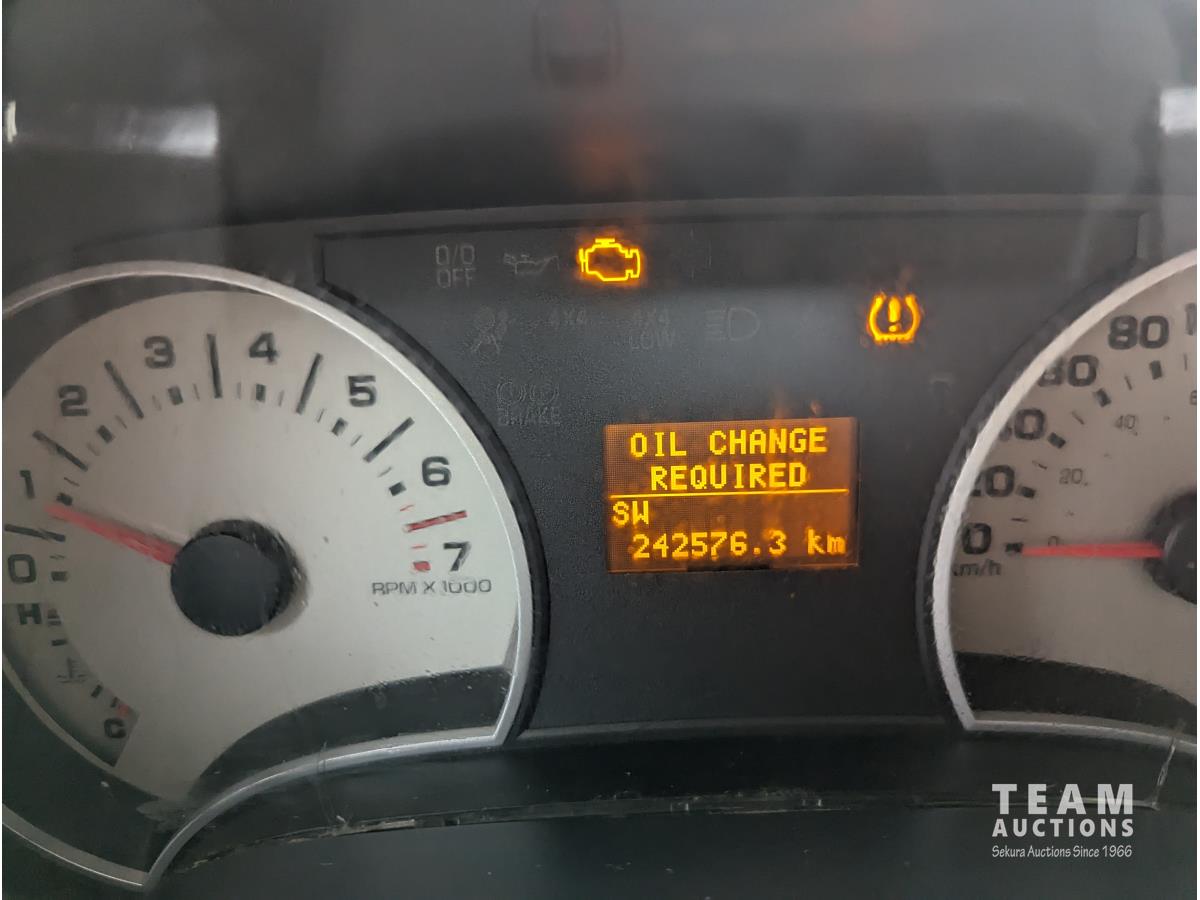 O/D
OFF
4X4
4X4
LOW
BRAKE
OIL CHANGE
REQUIRED
SW
242576.3 km
0
1
2
3
4
5
6
7
RPM X 1000
H
C
80
40
20
0
0
km/h
TEAM
AUCTIONS
Sekura Auctions Since 1966